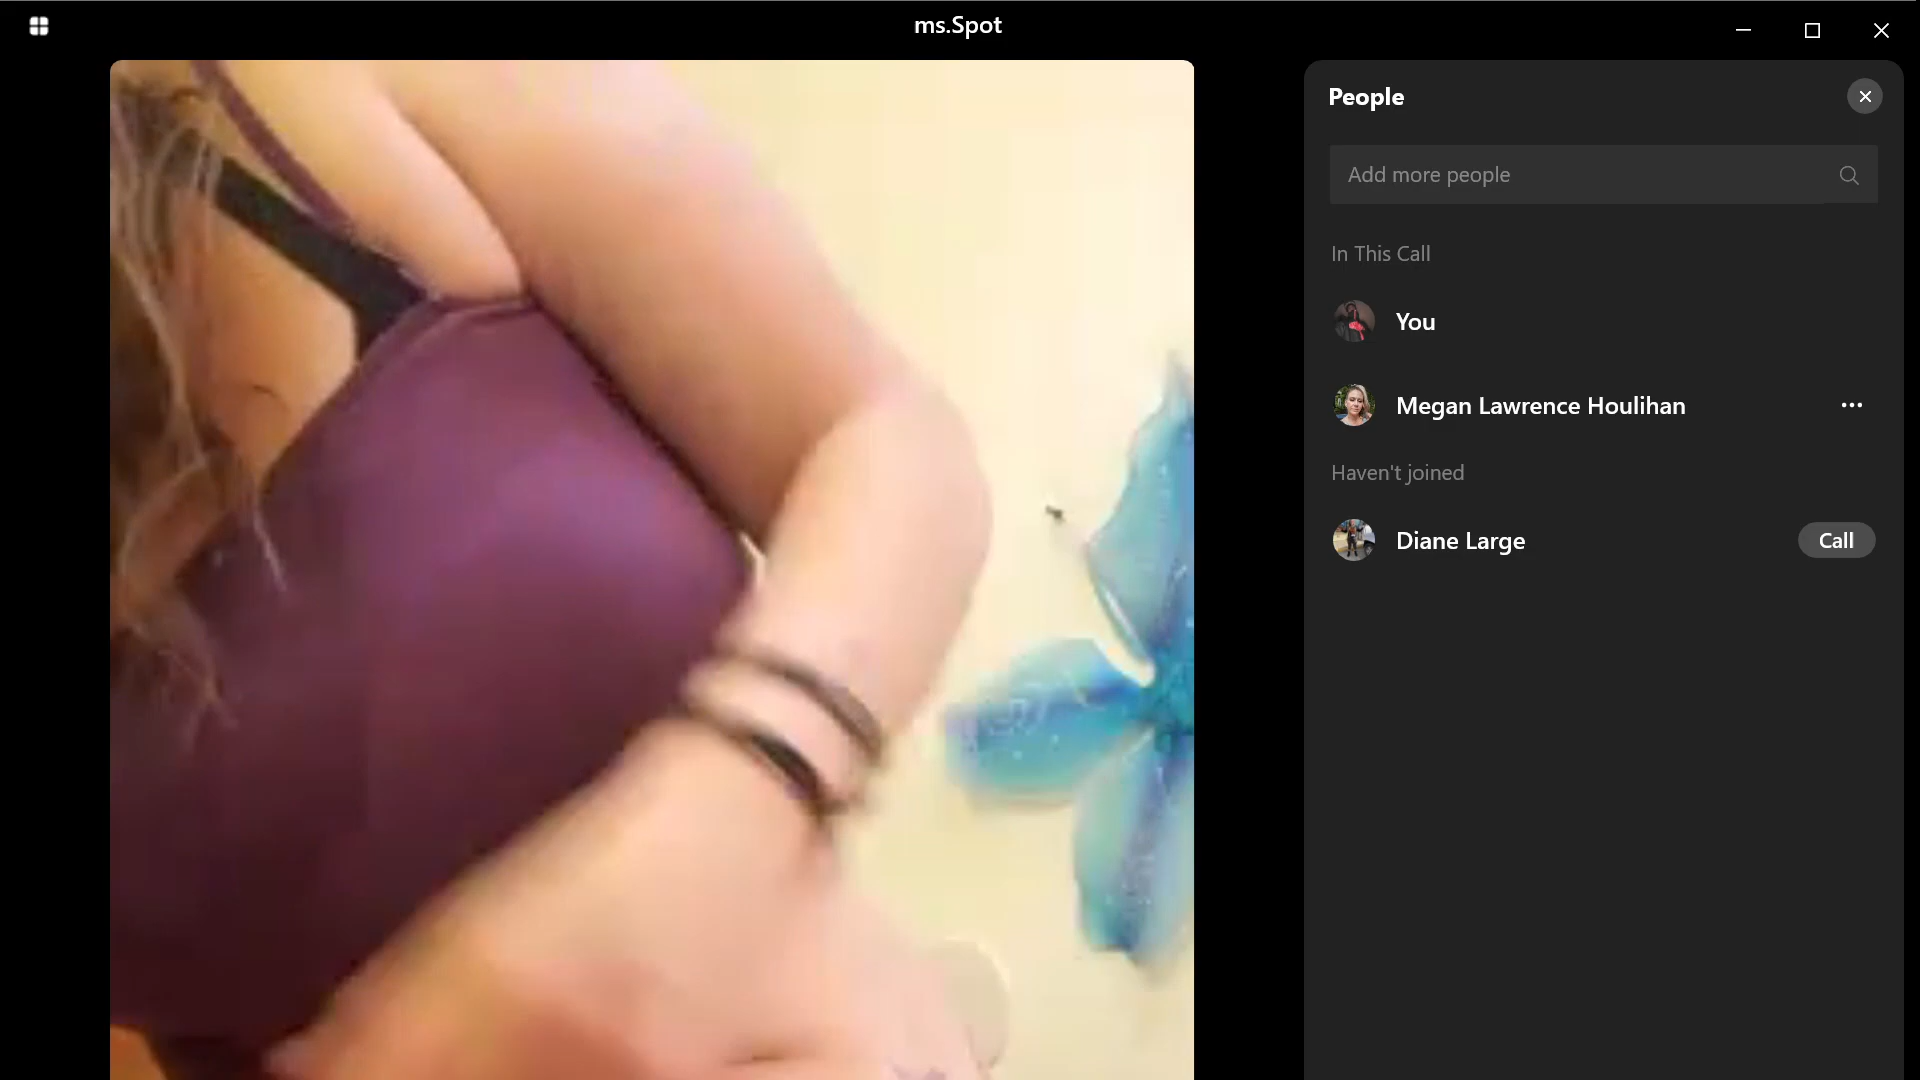 ms.Spot
People
Add more people
In This Call
You
Megan Lawrence Houlihan
Haven't joined
Diane Large
Call